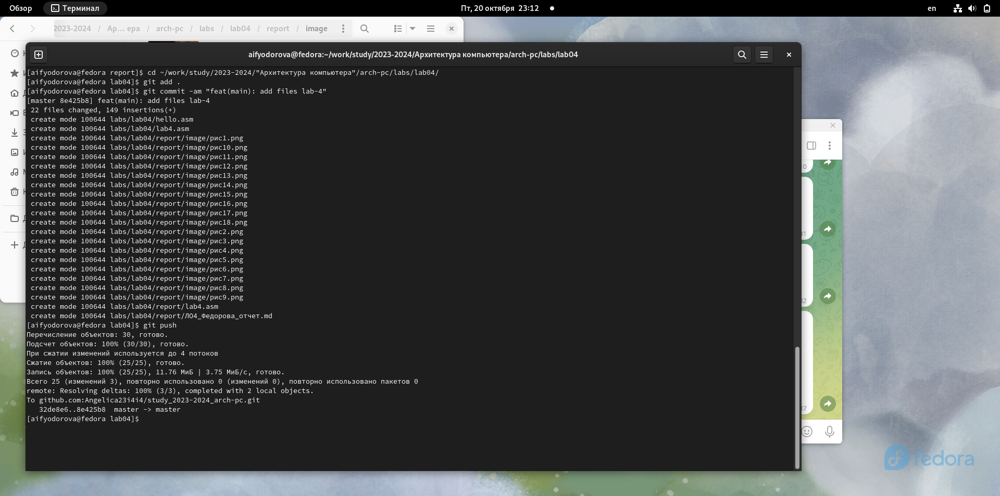 Обзор
Терминал
Пт, 20 октября 23:12
en
2023-2024 / Ар… ера / arch-pc / labs / lab04 / report / image
aifyodorova@fedora:~/work/study/2023-2024/Архитектура компьютера/arch-pc/labs/lab04
[aifyodorova@fedora report]$ cd ~/work/study/2023-2024/"Архитектура компьютера"/arch-pc/labs/lab04/
[aifyodorova@fedora lab04]$ git add .
[aifyodorova@fedora lab04]$ git commit -am "feat(main): add files lab-4"
[master 8e425b8] feat(main): add files lab-4
 22 files changed, 149 insertions(+)
 create mode 100644 labs/lab04/hello.asm
 create mode 100644 labs/lab04/lab4.asm
 create mode 100644 labs/lab04/report/image/рис1.png
 create mode 100644 labs/lab04/report/image/рис10.png
 create mode 100644 labs/lab04/report/image/рис11.png
 create mode 100644 labs/lab04/report/image/рис12.png
 create mode 100644 labs/lab04/report/image/рис13.png
 create mode 100644 labs/lab04/report/image/рис14.png
 create mode 100644 labs/lab04/report/image/рис15.png
 create mode 100644 labs/lab04/report/image/рис16.png
 create mode 100644 labs/lab04/report/image/рис17.png
 create mode 100644 labs/lab04/report/image/рис18.png
 create mode 100644 labs/lab04/report/image/рис2.png
 create mode 100644 labs/lab04/report/image/рис3.png
 create mode 100644 labs/lab04/report/image/рис4.png
 create mode 100644 labs/lab04/report/image/рис5.png
 create mode 100644 labs/lab04/report/image/рис6.png
 create mode 100644 labs/lab04/report/image/рис7.png
 create mode 100644 labs/lab04/report/image/рис8.png
 create mode 100644 labs/lab04/report/image/рис9.png
 create mode 100644 labs/lab04/report/lab4.asm
 create mode 100644 labs/lab04/report/ЛО4_Федорова_отчет.md
[aifyodorova@fedora lab04]$ git push
Перечисление объектов: 30, готово.
Подсчет объектов: 100% (30/30), готово.
При сжатии изменений используется до 4 потоков
Сжатие объектов: 100% (25/25), готово.
Запись объектов: 100% (25/25), 11.76 МиБ | 3.75 МиБ/с, готово.
Всего 25 (изменений 3), повторно использовано 0 (изменений 0), повторно использовано пакетов 0
remote: Resolving deltas: 100% (3/3), completed with 2 local objects.
To github.com:Angelica23i4i4/study_2023-2024_arch-pc.git
   32de8e6..8e425b8  master -> master
[aifyodorova@fedora lab04]$
fedora